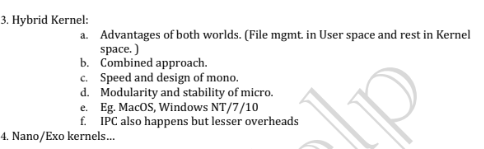 3. Hybrid Kernel:
a. Advantages of both worlds. (File mgmt. in User space and rest in Kernel
space. )
b. Combined approach.
c. Speed and design of mono.
d. Modularity and stability of micro.
e. Eg. MacOS, Windows NT/7/10
f. IPC also happens but lesser overheads
4. Nano/Exo kernels...